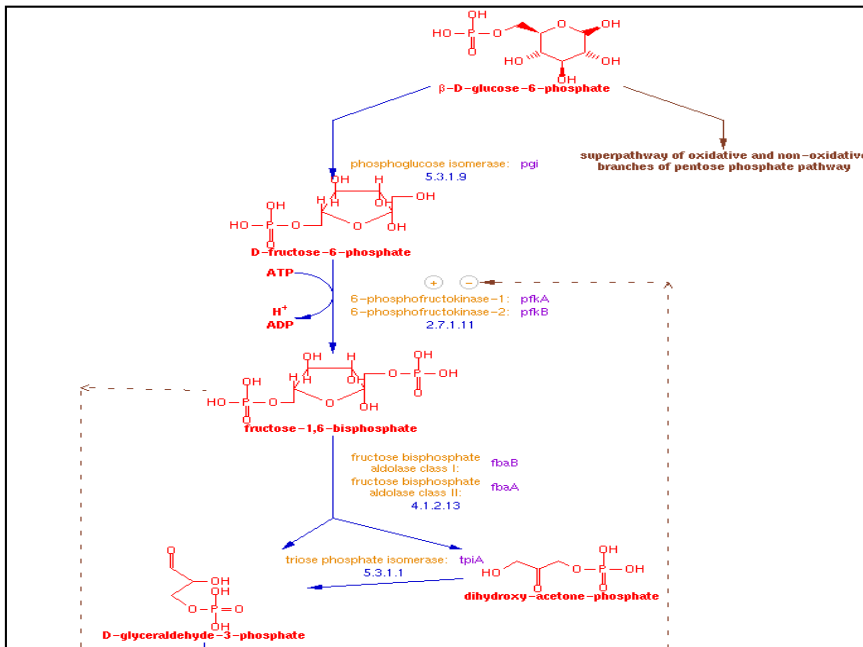 OH
O
HO
P
O
OH
O
HO
OH
OH
β-D-glucose-6-phosphate
superpathway of oxidative and non-oxidative
branches of pentose phosphate pathway
phosphoglucose isomerase: pgi
5.3.1.9
OH
H
H
H
OH
OH
OH
HO
P
O
O
OH
O
D-fructose-6-phosphate
ATP
+
−
6-phosphofructokinase-1: pfkA
6-phosphofructokinase-2: pfkB
2.7.1.11
H+
ADP
OH
H
H
H
OH
OH
O
P
OH
O
OH
HO
P
O
O
OH
O
fructose-1,6-bisphosphate
fructose bisphosphate
aldolase class I: fbaB
fructose bisphosphate
aldolase class II: fbaA
4.1.2.13
O
OH
OH
O
P
O
OH
triose phosphate isomerase: tpiA
5.3.1.1
HO
O
O
P
OH
OH
O
dihydroxy-acetone-phosphate
D-glyceraldehyde-3-phosphate